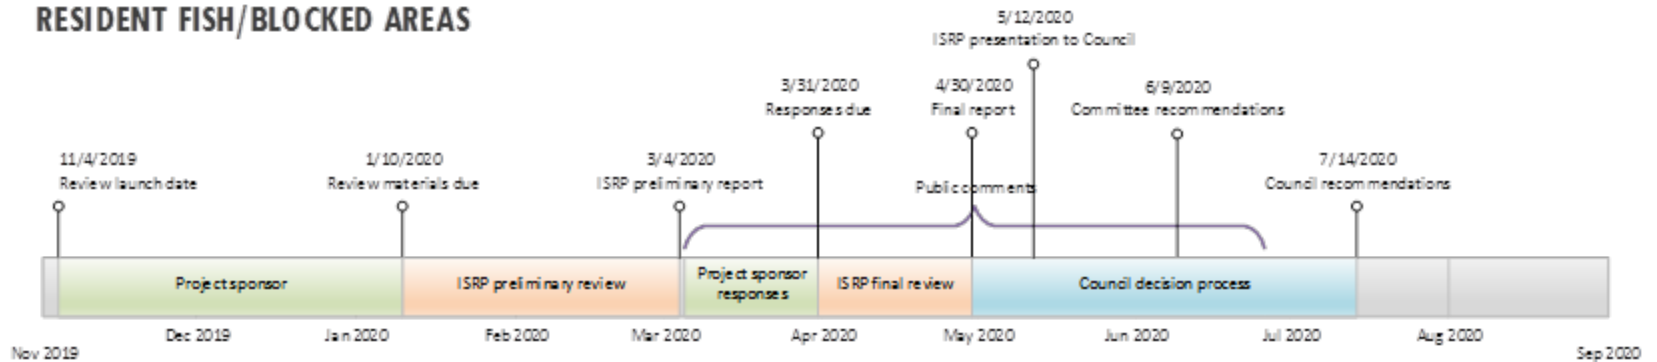 RESIDENT FISH/BLOCKED AREAS
5/12/2020
ISRP presentation to Council
3/31/2020
Responses due
4/30/2020
Final report
6/9/2020
Committee recommendations
11/4/2019
Review launch date
1/10/2020
Review materials due
3/4/2020
ISRP preliminary report
Public comments
7/14/2020
Council recommendations
Project sponsor
ISRP preliminary review
Project sponsor
responses
ISRP final review
Council decision process
Nov 2019
Dec 2019
Jan 2020
Feb 2020
Mar 2020
Apr 2020
May 2020
Jun 2020
Jul 2020
Aug 2020
Sep 2020